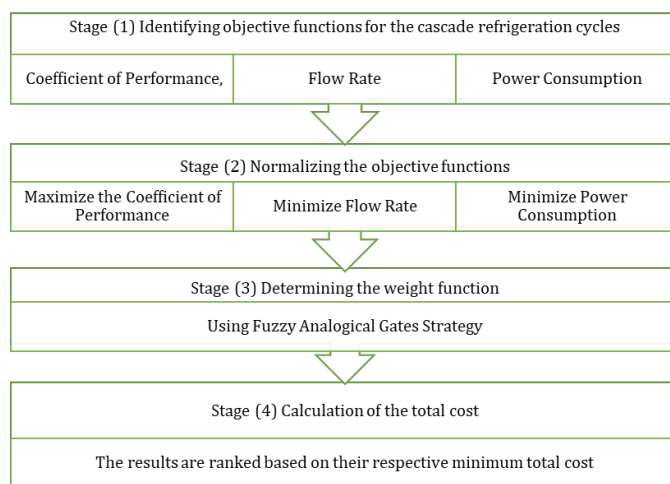 Stage (1) Identifying objective functions for the cascade refrigeration cycles
Coefficient of Performance,
Flow Rate
Power Consumption
Stage (2) Normalizing the objective functions
Maximize the Coefficient of
Performance
Minimize Flow Rate
Minimize Power
Consumption
Stage (3) Determining the weight function
Using Fuzzy Analogical Gates Strategy
Stage (4) Calculation of the total cost
The results are ranked based on their respective minimum total cost